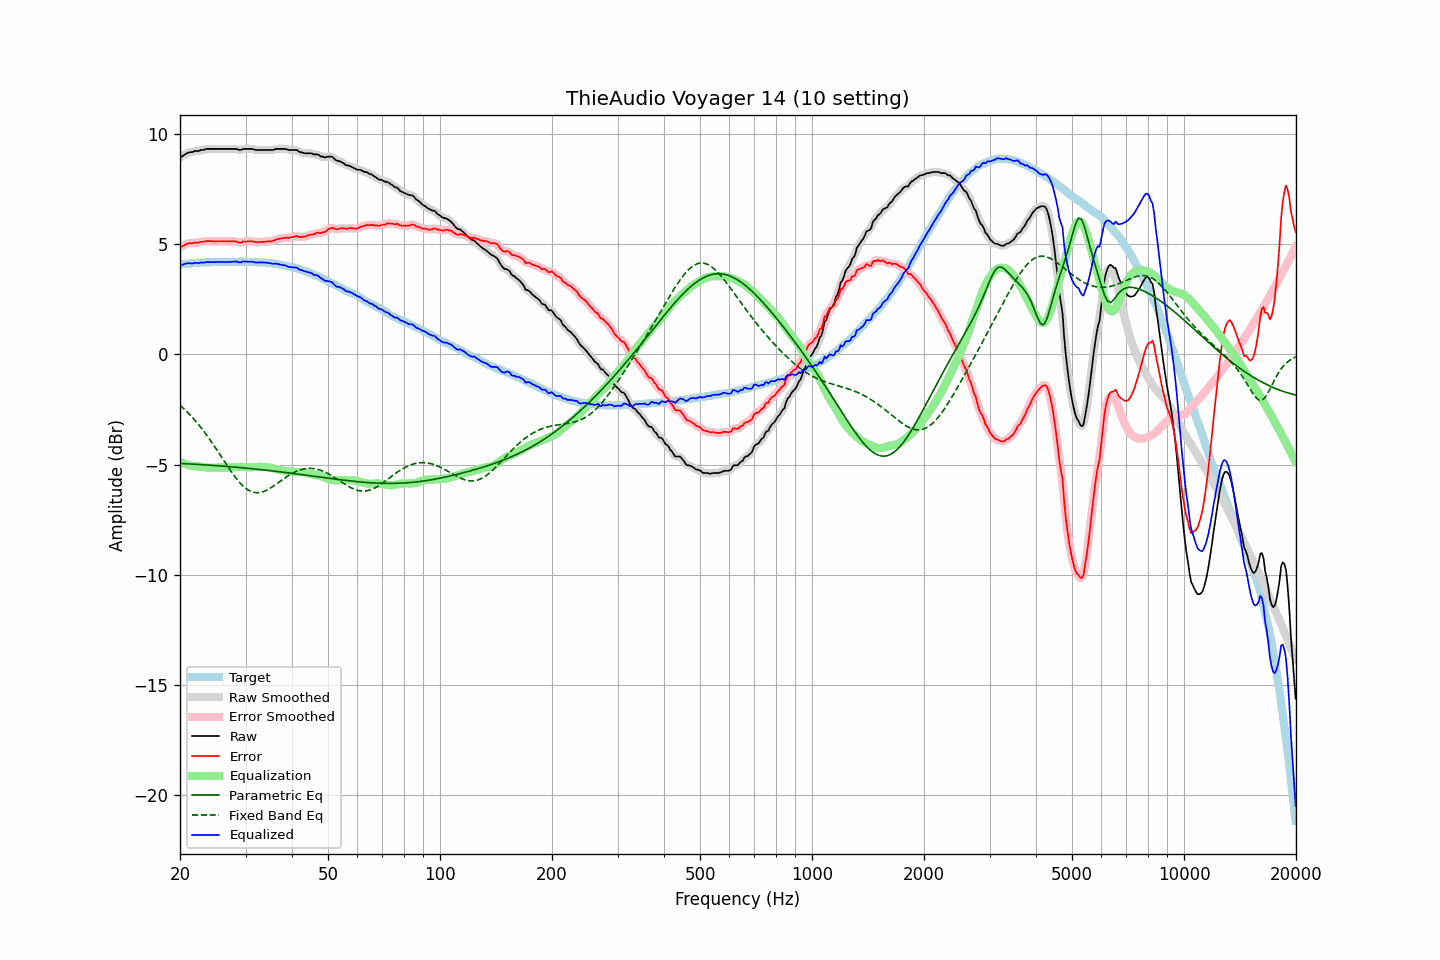 ThieAudio Voyager 14 (10 setting)
10
5
0
−5
−10
−15
−20
Amplitude (dBr)
Target
Raw Smoothed
Error Smoothed
Raw
Error
Equalization
Parametric Eq
Fixed Band Eq
Equalized
20 50 100 200 500 1000 2000 5000 10000 20000
Frequency (Hz)